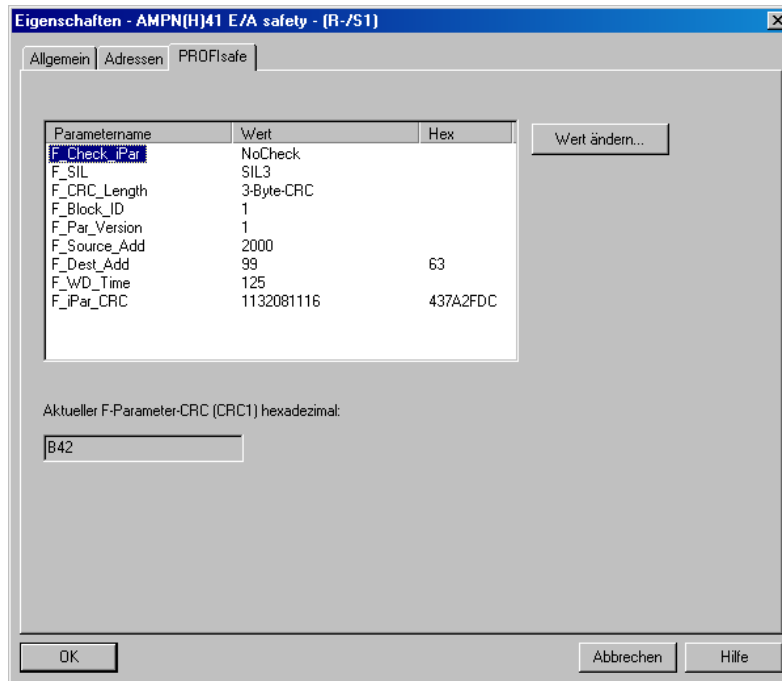 Eigenschaften - AMPN(H)41 E/A safety - (R-/S1)
Allgemein Adressen PROFIsafe
Parametername Wert Hex
F_Check_iPar NoCheck
F_SIL SIL3
F_CRC_Length 3-Byte-CRC
F_Block_ID 1
F_Par_Version 1
F_Source_Add 2000
F_Dest_Add 99 63
F_WD_Time 125
F_iPar_CRC 1132081116 437A2FDC
Wert ändern...
Aktueller F-Parameter-CRC (CRC1) hexadezimal:
B42
OK Abbrechen Hilfe